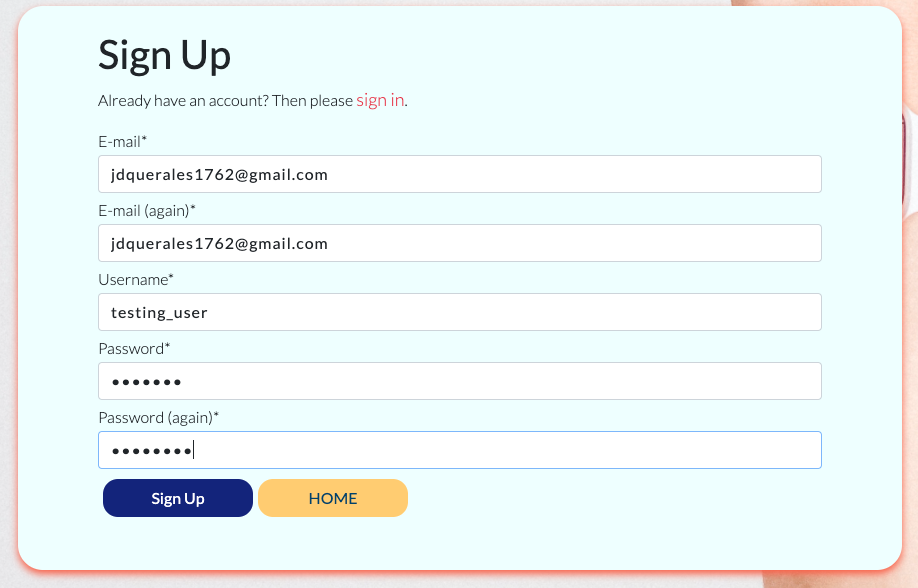 Sign Up
Already have an account? Then please sign in.
E-mail*
jdquerales1762@gmail.com
E-mail (again)*
jdquerales1762@gmail.com
Username*
testing_user
Password*
•••••••
Password (again)*
••••••••
Sign Up HOME